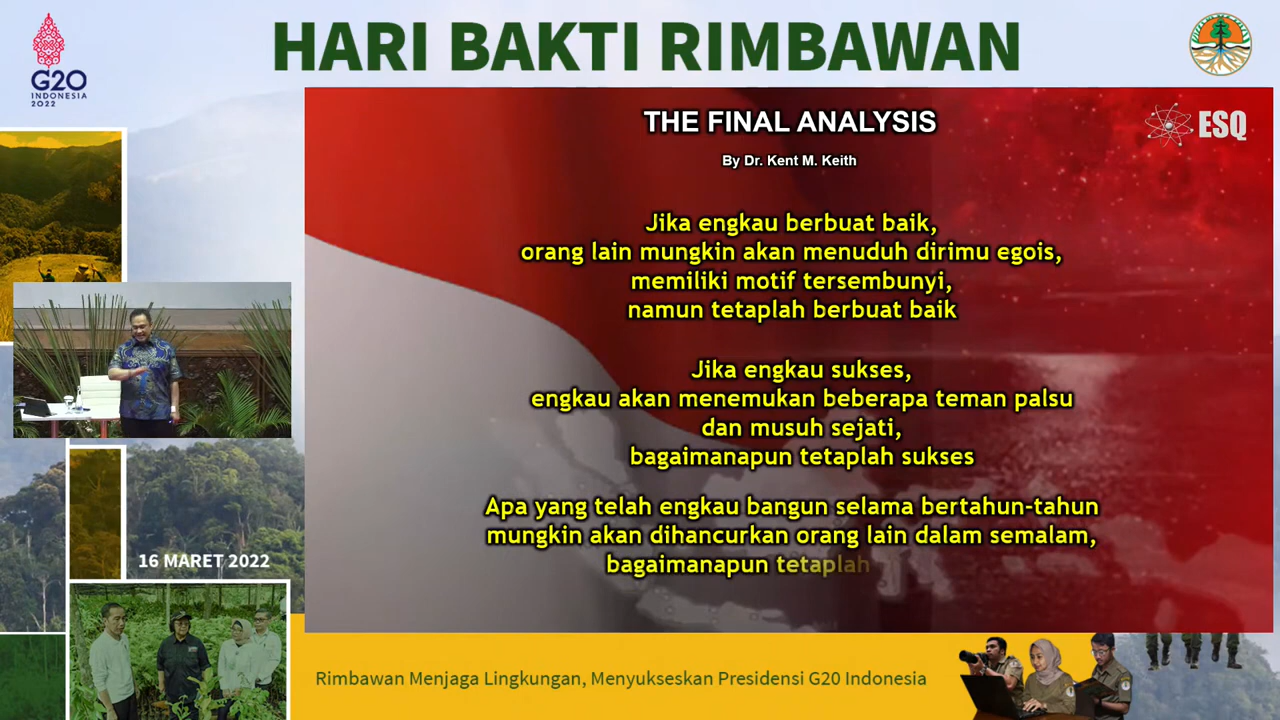 HARI BAKTI RIMBAWAN
G20
INDONESIA
2022
THE FINAL ANALYSIS
ESQ
By Dr. Kent M. Keith
Jika engkau berbuat baik,
orang lain mungkin akan menuduh dirimu egois,
memiliki motif tersembunyi,
namun tetaplah berbuat baik
Jika engkau sukses,
engkau akan menemukan beberapa teman palsu
dan musuh sejati,
bagaimanapun tetaplah sukses
Apa yang telah engkau bangun selama bertahun-tahun
mungkin akan dihancurkan orang lain dalam semalam,
bagaimanapun tetaplah
16 MARET 2022
Rimbawan Menjaga Lingkungan, Menyukseskan Presidensi G20 Indonesia